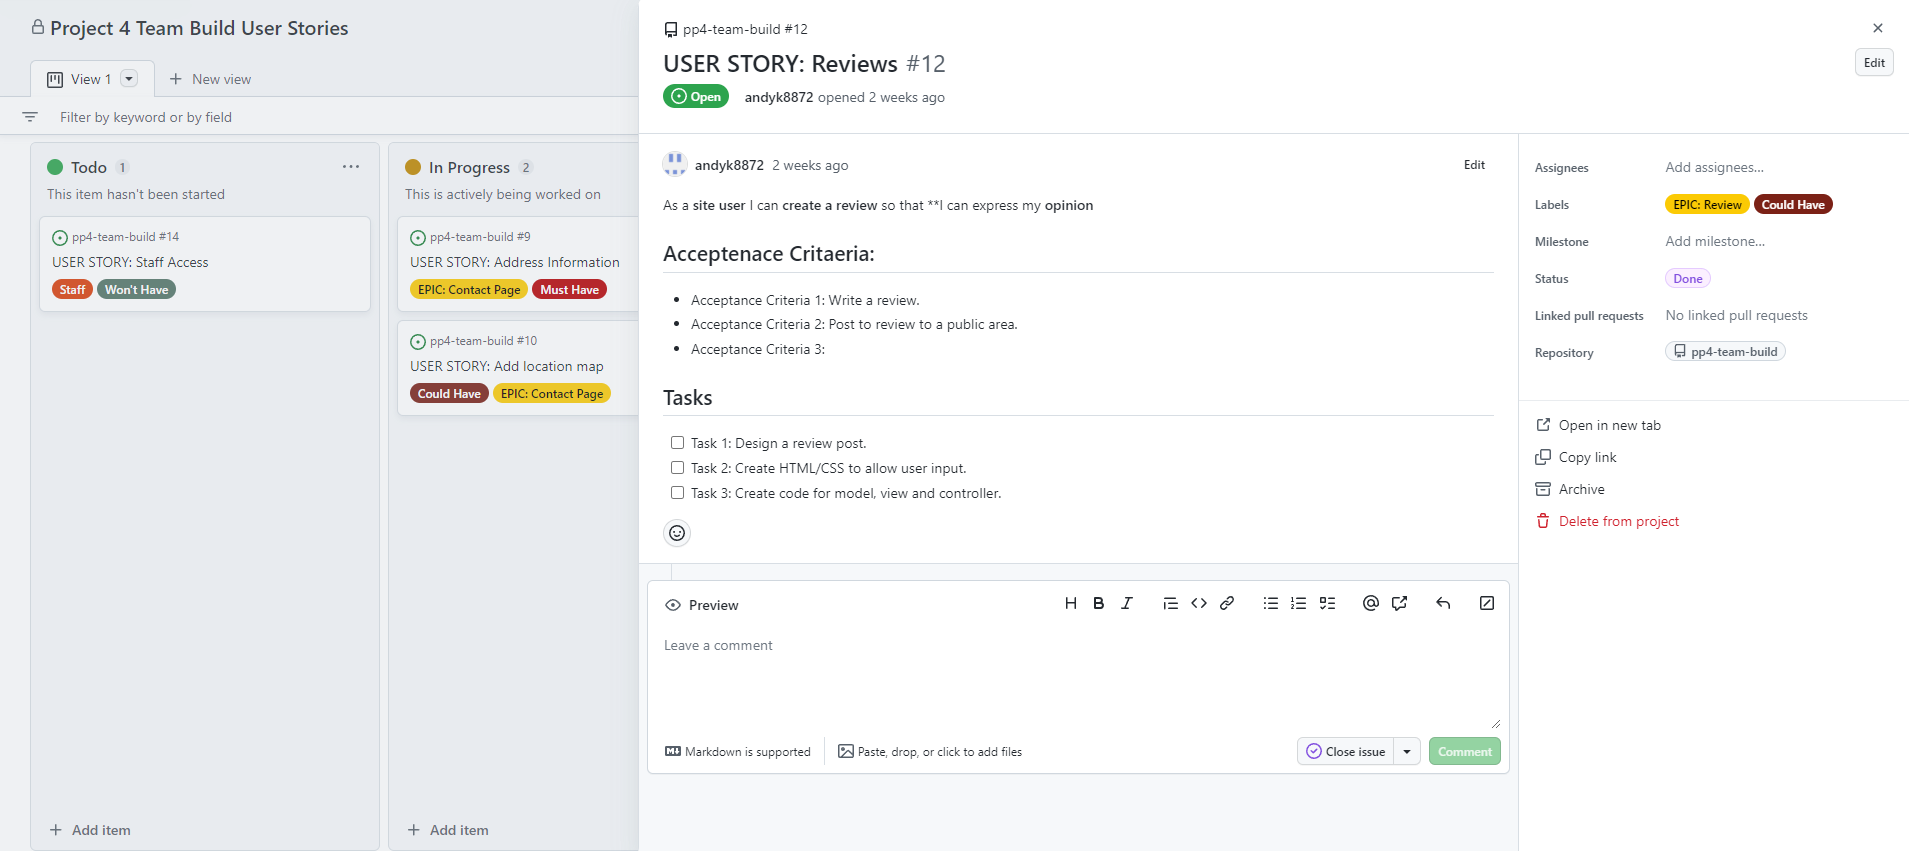 Project 4 Team Build User Stories
View 1
New view
Filter by keyword or by field
Todo 1
This item hasn't been started
pp4-team-build #14
USER STORY: Staff Access
Staff Won't Have
Add item
In Progress 2
This is actively being worked on
pp4-team-build #9
USER STORY: Address Information
EPIC: Contact Page Must Have
pp4-team-build #10
USER STORY: Add location map
Could Have EPIC: Contact Page
Add item
pp4-team-build #12
USER STORY: Reviews #12
Edit
Open andyk8872 opened 2 weeks ago
andyk8872 2 weeks ago
Edit
As a site user I can create a review so that **I can express my opinion
Acceptenace Critaeria:
Acceptance Criteria 1: Write a review.
Acceptance Criteria 2: Post to review to a public area.
Acceptance Criteria 3:
Tasks
Task 1: Design a review post.
Task 2: Create HTML/CSS to allow user input.
Task 3: Create code for model, view and controller.
Preview
Leave a comment
Markdown is supported
Paste, drop, or click to add files
Close issue
Comment
Assignees Add assignees...
Labels EPIC: Review Could Have
Milestone Add milestone...
Status Done
Linked pull requests No linked pull requests
Repository pp4-team-build
Open in new tab
Copy link
Archive
Delete from project